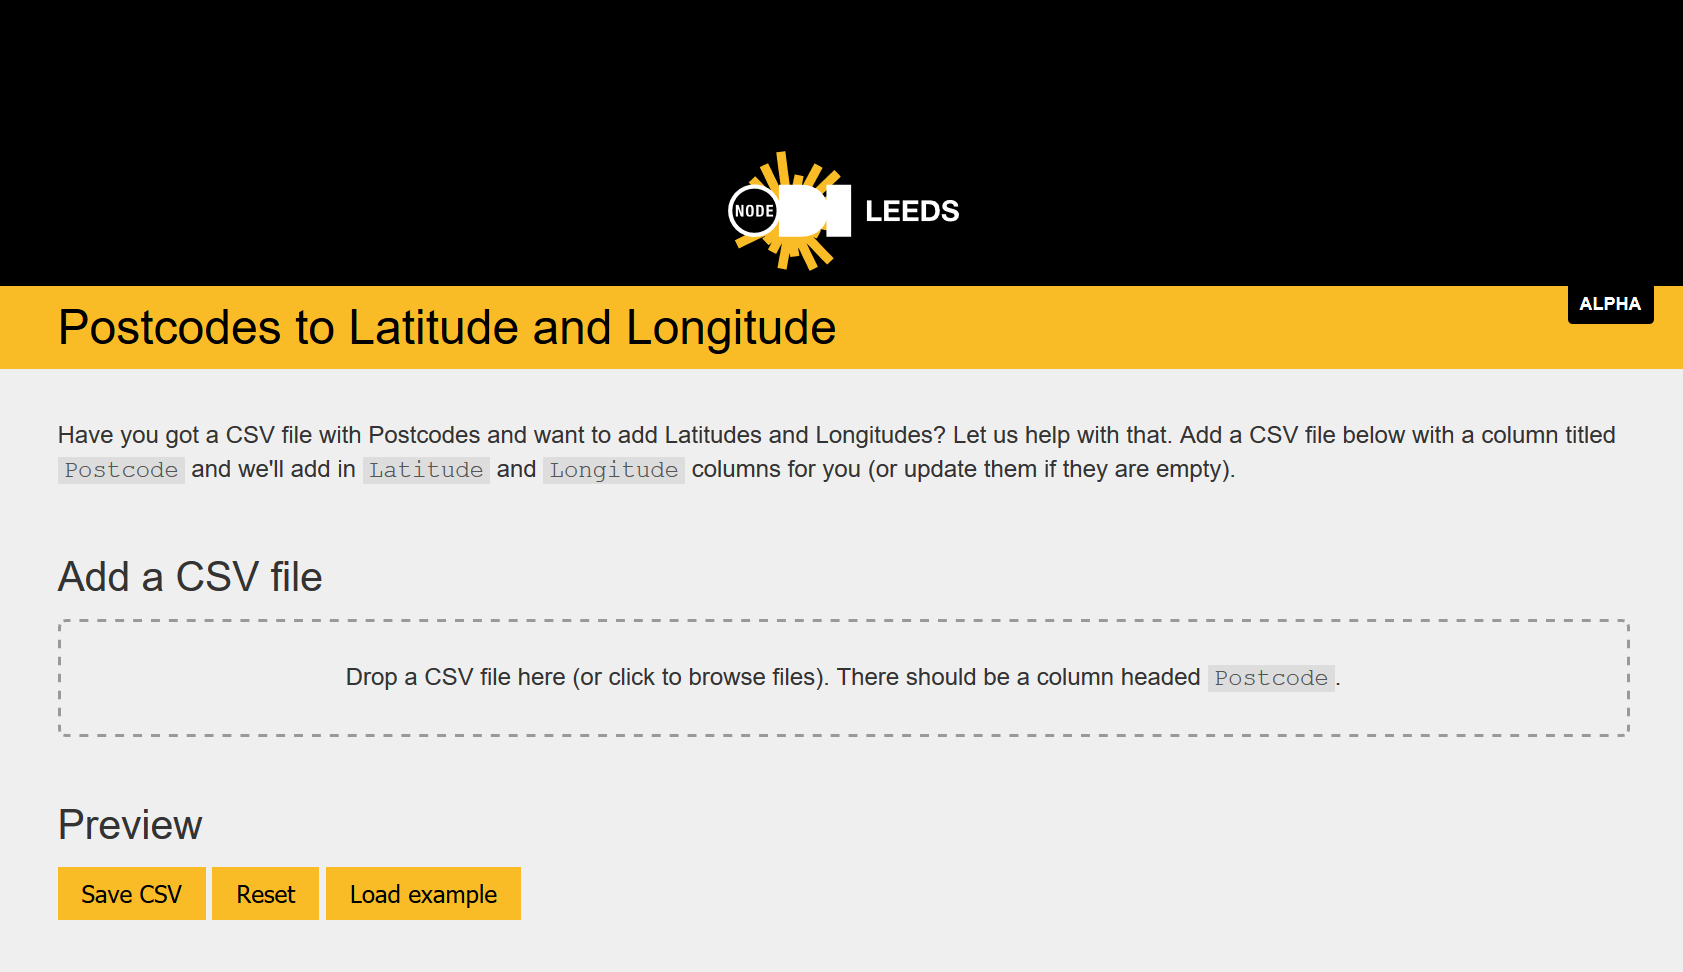 NODE ODI LEEDS
ALPHA
Postcodes to Latitude and Longitude
Have you got a CSV file with Postcodes and want to add Latitudes and Longitudes? Let us help with that. Add a CSV file below with a column titled
Postcode and we'll add in Latitude and Longitude columns for you (or update them if they are empty).
Add a CSV file
Drop a CSV file here (or click to browse files). There should be a column headed Postcode.
Preview
Save CSV Reset Load example